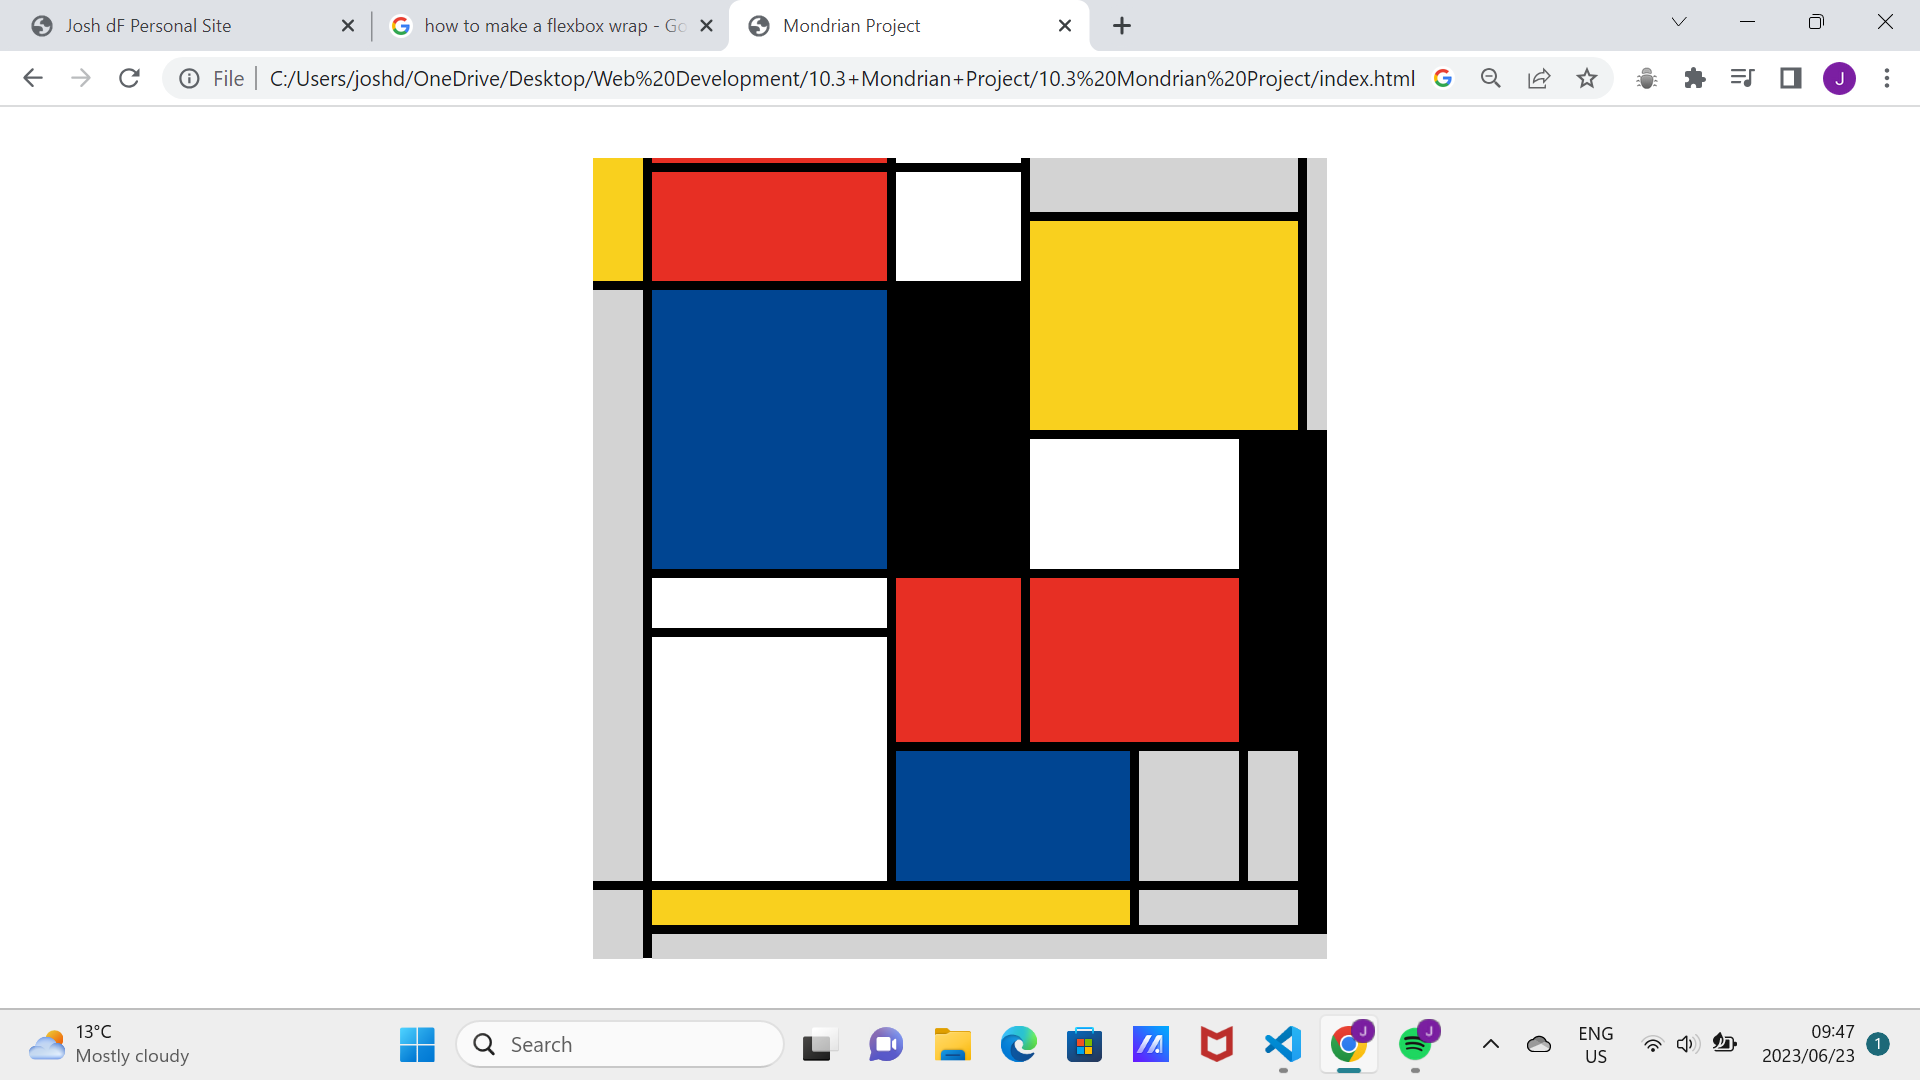 Josh dF Personal Site
how to make a flexbox wrap - Go
Mondrian Project
File
C:/Users/joshd/OneDrive/Desktop/Web%20Development/10.3+Mondrian+Project/10.3%20Mondrian%20Project/index.html
J
13°C
Mostly cloudy
Search
J
J
ENG
US
09:47
2023/06/23
1